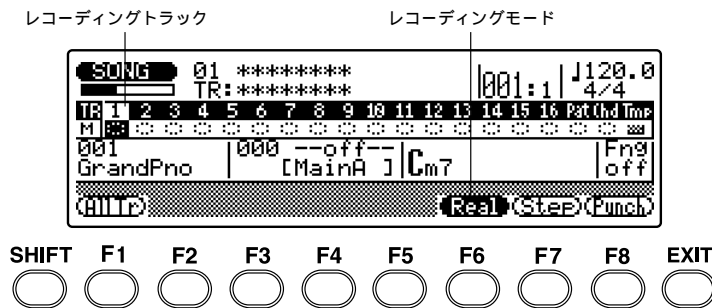 レコーディングトラック レコーディングモード
SONG 01 ******** 001:1 ♩120.0
TR:******** 4/4
TR 1 2 3 4 5 6 7 8 9 10 11 12 13 14 15 16 Pat Chd Tmp
M
001 000 --off-- Cm7 Fng
GrandPno [MainA ] off
AllTr Real Step Punch
SHIFT F1 F2 F3 F4 F5 F6 F7 F8 EXIT